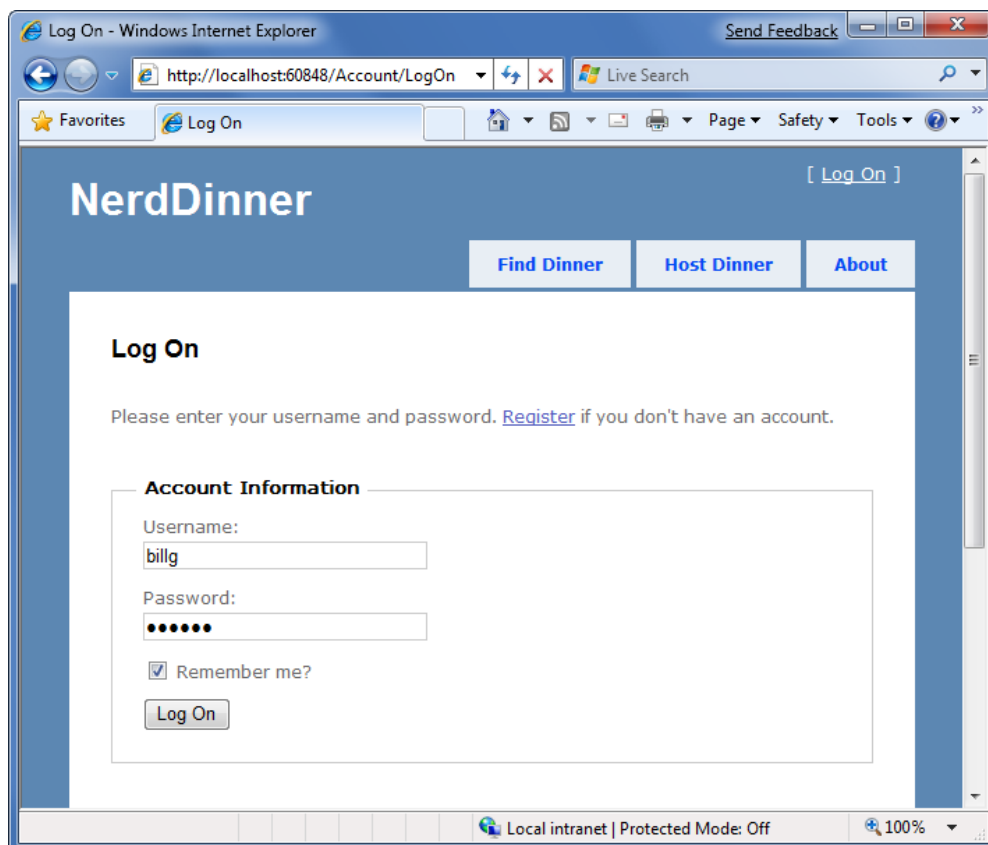 Log On - Windows Internet Explorer Send Feedback
http://localhost:60848/Account/LogOn Live Search
Favorites Log On Page Safety Tools
[ Log On ]
NerdDinner
Find Dinner Host Dinner About
Log On
Please enter your username and password. Register if you don't have an account.
Account Information
Username:
billg
Password:
••••••
Remember me?
Log On
Local intranet | Protected Mode: Off 100%